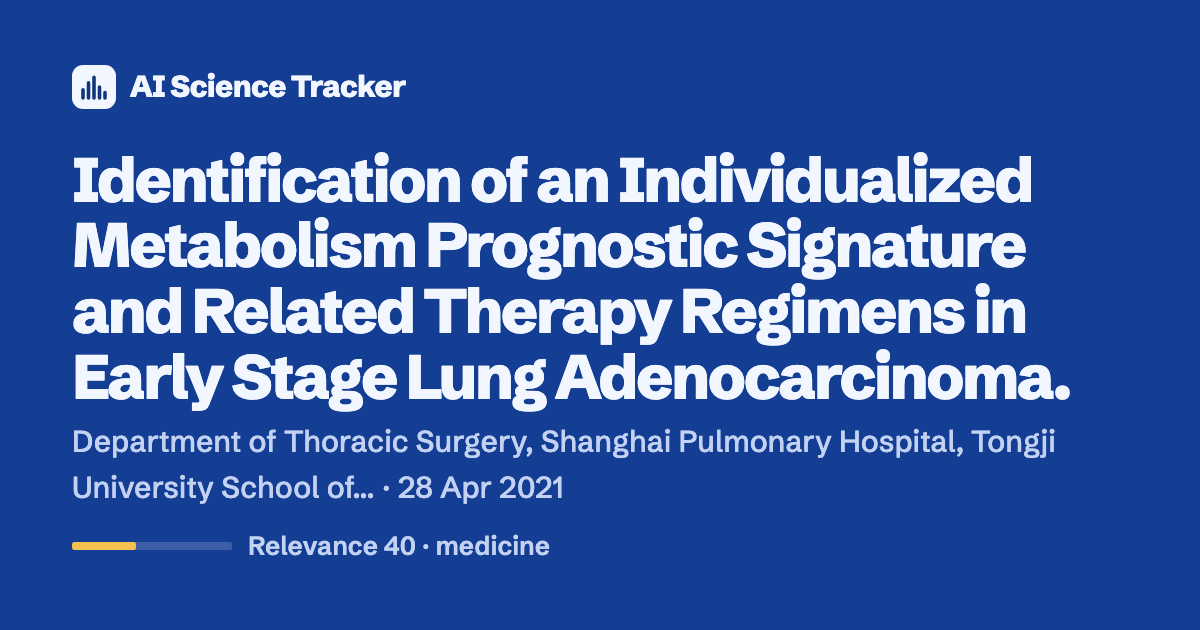 AI Science Tracker
Identification of an Individualized
Metabolism Prognostic Signature
and Related Therapy Regimens in
Early Stage Lung Adenocarcinoma.
Department of Thoracic Surgery, Shanghai Pulmonary Hospital, Tongji
University School of... · 28 Apr 2021
Relevance 40 · medicine